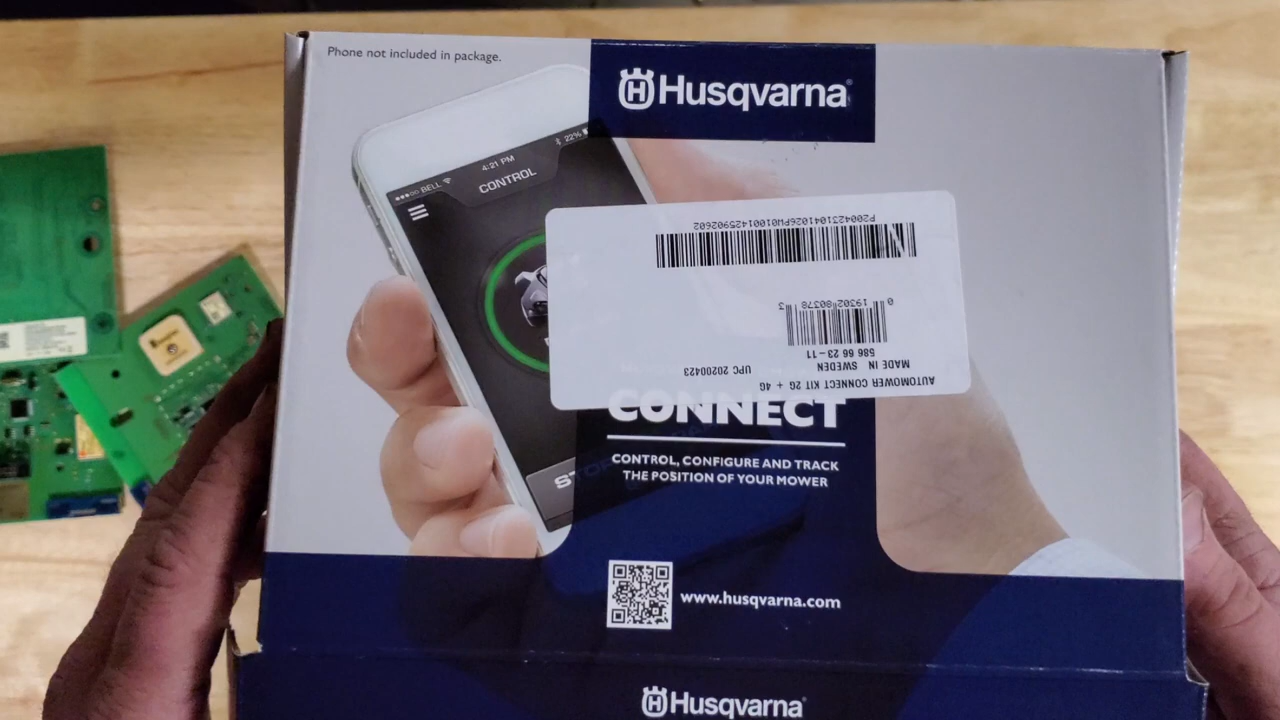 Phone not included in package.
Husqvarna
22%
4:21 PM
BELL
CONTROL
P2004231041026PW01001425902602
0 19302 80378 3
586 66 23-11
MADE IN SWEDEN UPC 20200423
AUTOMOWER CONNECT KIT 2G + 4G
CONNECT
CONTROL, CONFIGURE AND TRACK
THE POSITION OF YOUR MOWER
www.husqvarna.com
Husqvarna